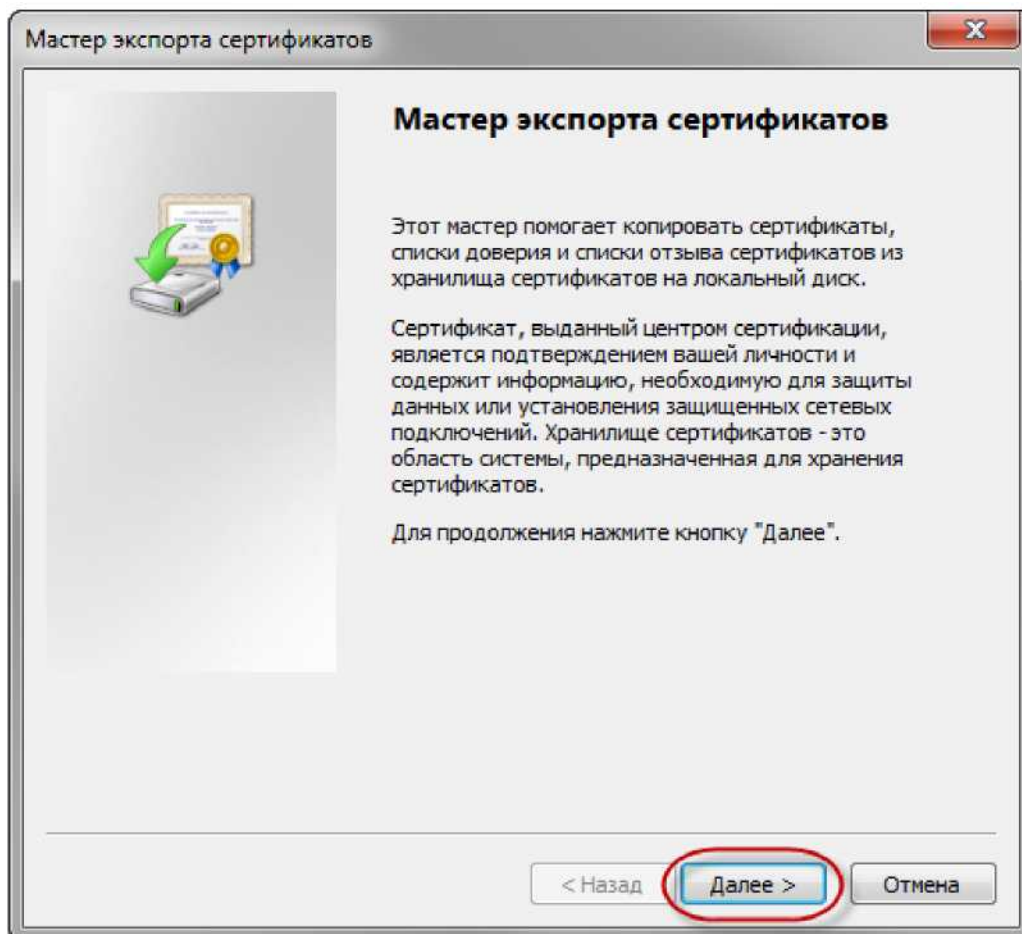 Мастер экспорта сертификатов
Мастер экспорта сертификатов
Этот мастер помогает копировать сертификаты,
списки доверия и списки отзыва сертификатов из
хранилища сертификатов на локальный диск.
Сертификат, выданный центром сертификации,
является подтверждением вашей личности и
содержит информацию, необходимую для защиты
данных или установления защищенных сетевых
подключений. Хранилище сертификатов - это
область системы, предназначенная для хранения
сертификатов.
Для продолжения нажмите кнопку "Далее".
< Назад
Далее >
Отмена